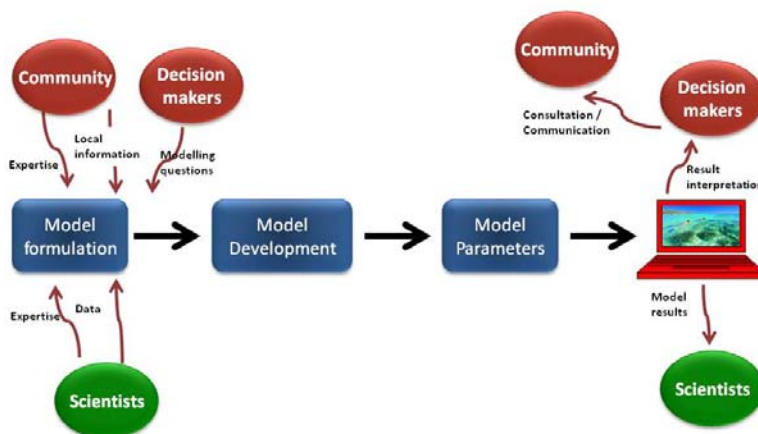 Community
Decision
makers
Expertise
Local
information
Modelling
questions
Model
formulation
Model
Development
Model
Parameters
Expertise
Data
Scientists
Community
Decision
makers
Consultation /
Communication
Result
interpretation
Model
results
Scientists